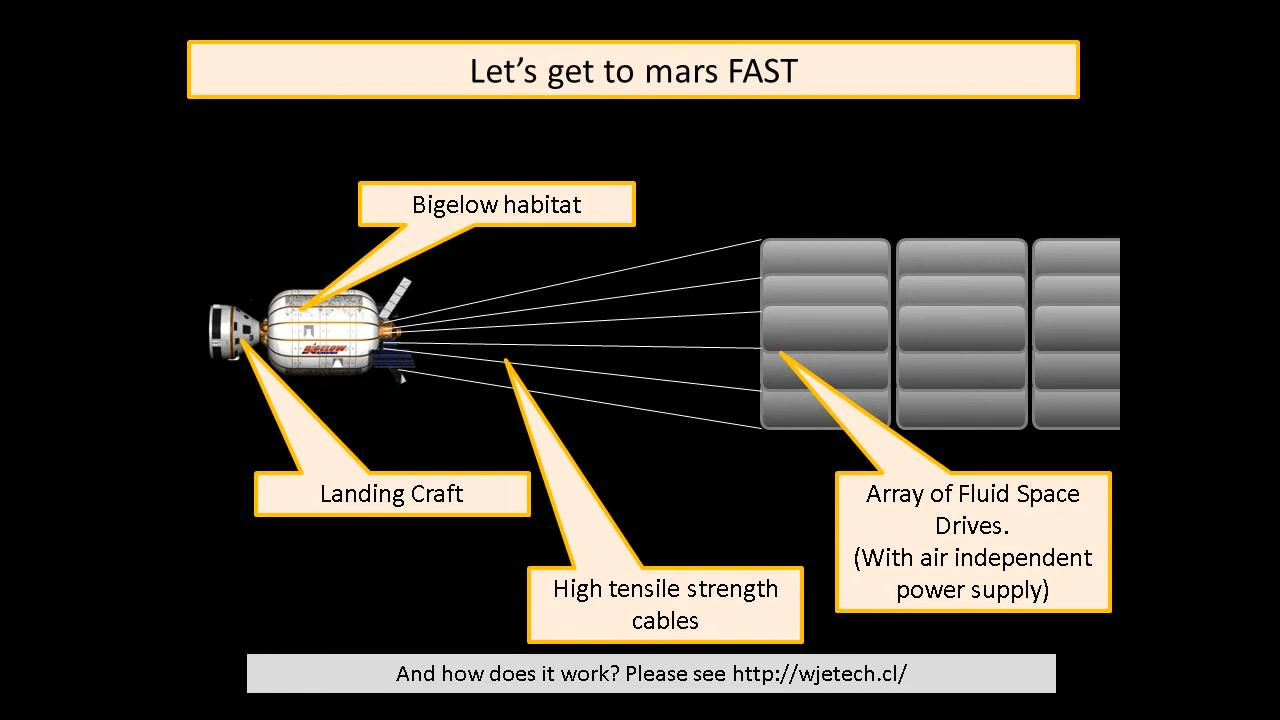 Let’s get to mars FAST
Bigelow habitat
BIGELOW
Landing Craft
High tensile strength
cables
Array of Fluid Space
Drives.
(With air independent
power supply)
And how does it work? Please see http://wjetech.cl/